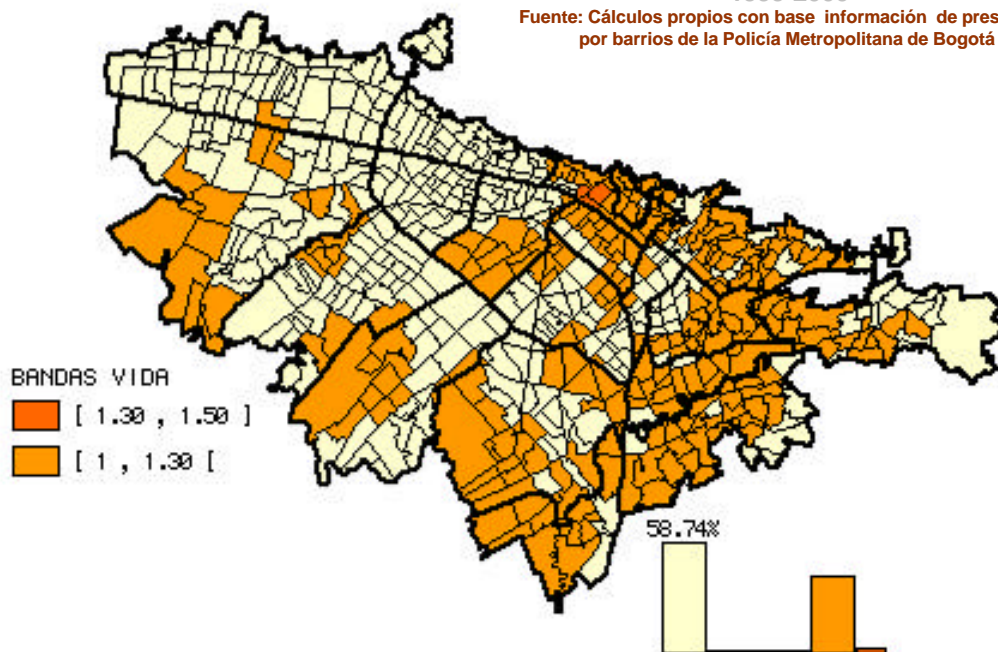 Fuente: Cálculos propios con base información de pres
por barrios de la Policía Metropolitana de Bogotá
BANDAS VIDA
[ 1.30 , 1.50 ]
[ 1 , 1.30 [
58.74%